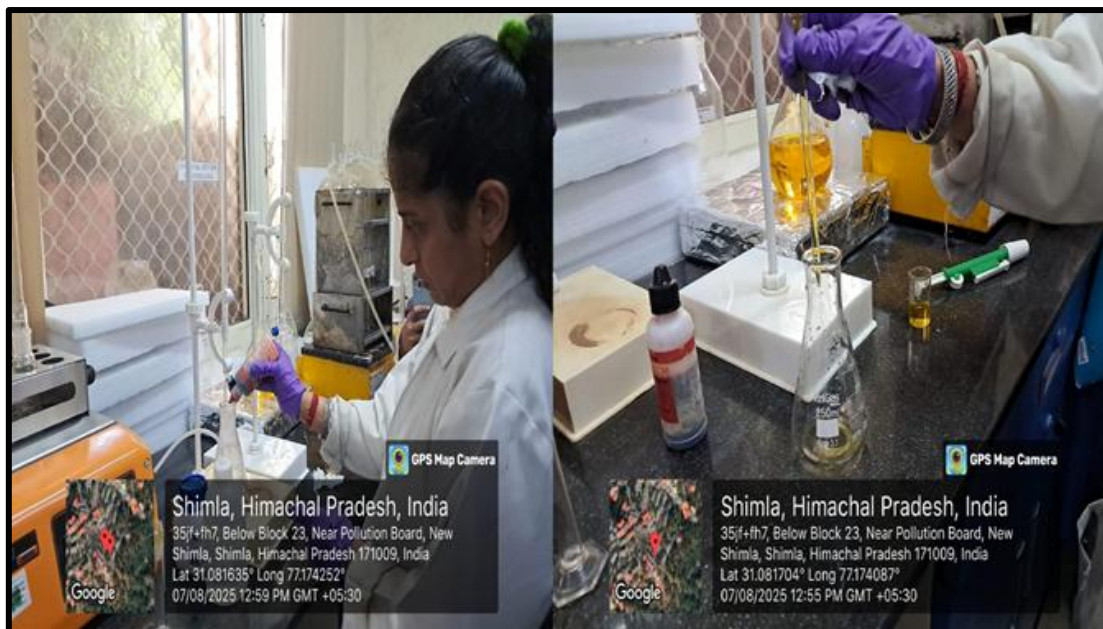 GPS Map Camera
Shimla, Himachal Pradesh, India
35jf+fh7, Below Block 23, Near Pollution Board, New
Shimla, Shimla, Himachal Pradesh 171009, India
Lat 31.081635° Long 77.174252°
07/08/2025 12:59 PM GMT +05:30
Google
GPS Map Camera
Shimla, Himachal Pradesh, India
35jf+fh7, Below Block 23, Near Pollution Board, New
Shimla, Shimla, Himachal Pradesh 171009, India
Lat 31.081704° Long 77.174087°
07/08/2025 12:55 PM GMT +05:30
Google